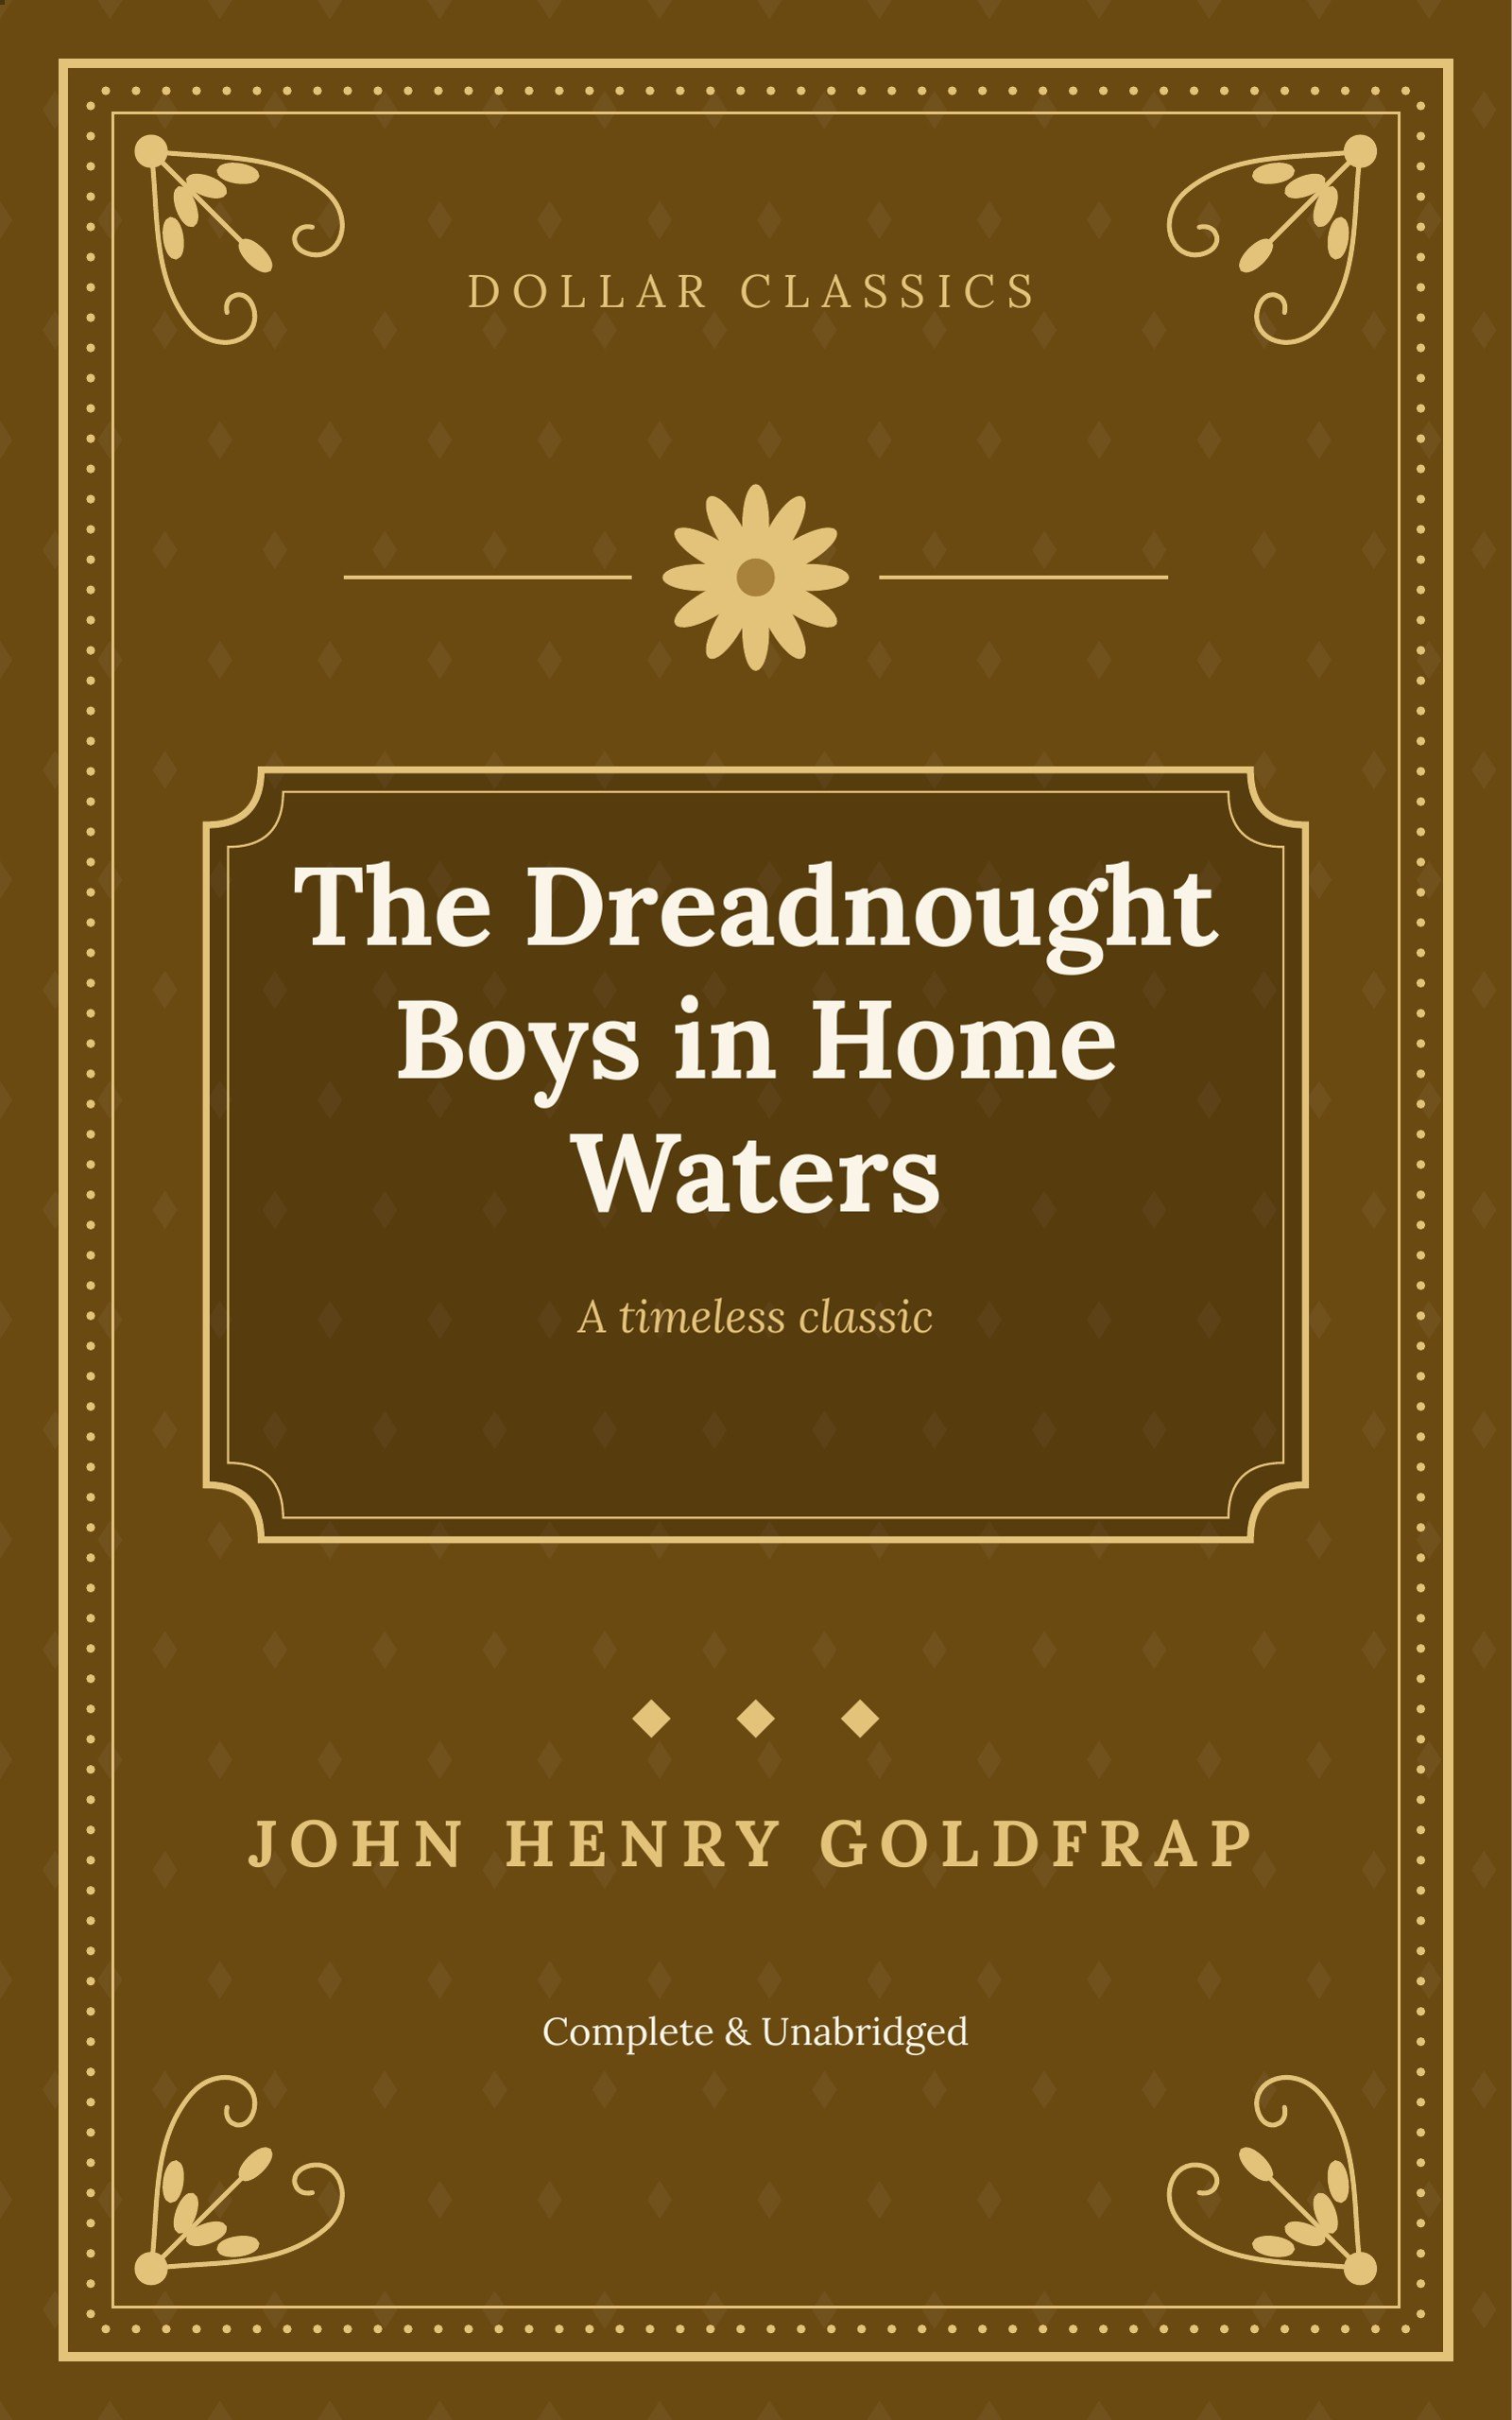 DOLLAR CLASSICS
The Dreadnought
Boys in Home
Waters
A timeless classic
JOHN HENRY GOLDFRAP
Complete & Unabridged